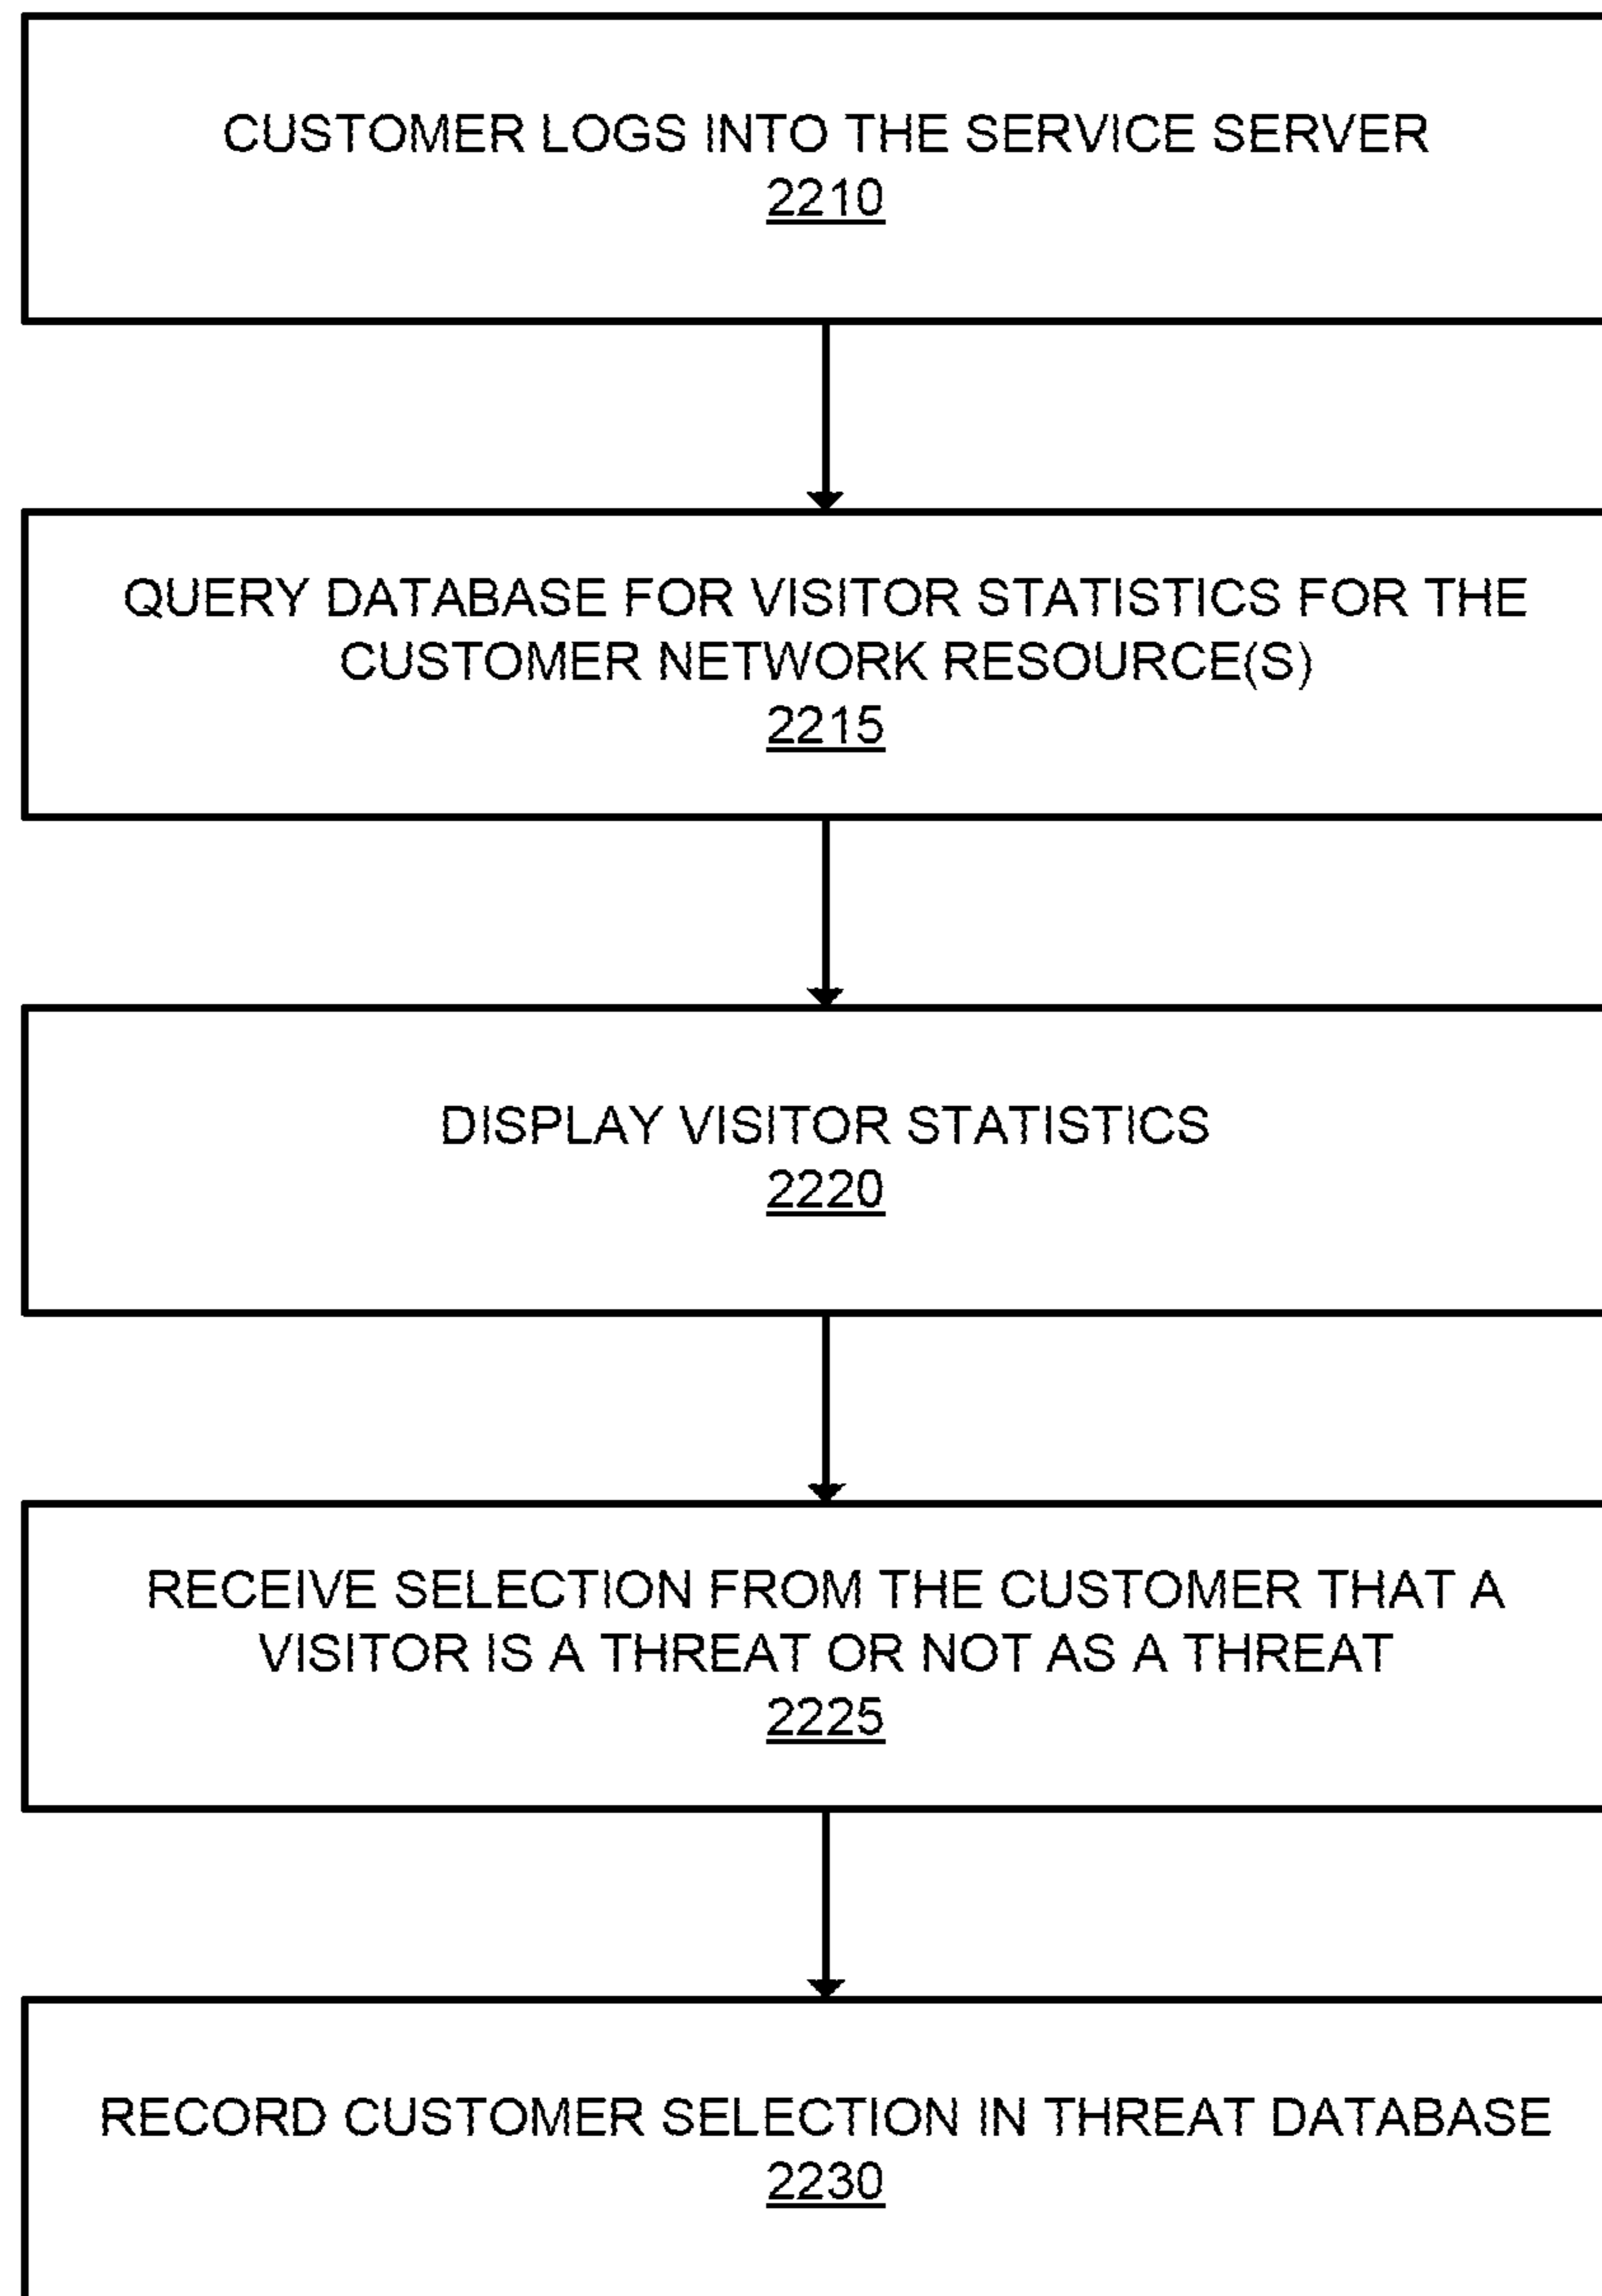 CUSTOMER LOGS INTO THE SERVICE SERVER
2210
QUERY DATABASE FOR VISITOR STATISTICS FOR THE
CUSTOMER NETWORK RESOURCE(S)
2215
DISPLAY VISITOR STATISTICS
2220
RECEIVE SELECTION FROM THE CUSTOMER THAT A
VISITOR IS A THREAT OR NOT AS A THREAT
2225
RECORD CUSTOMER SELECTION IN THREAT DATABASE
2230